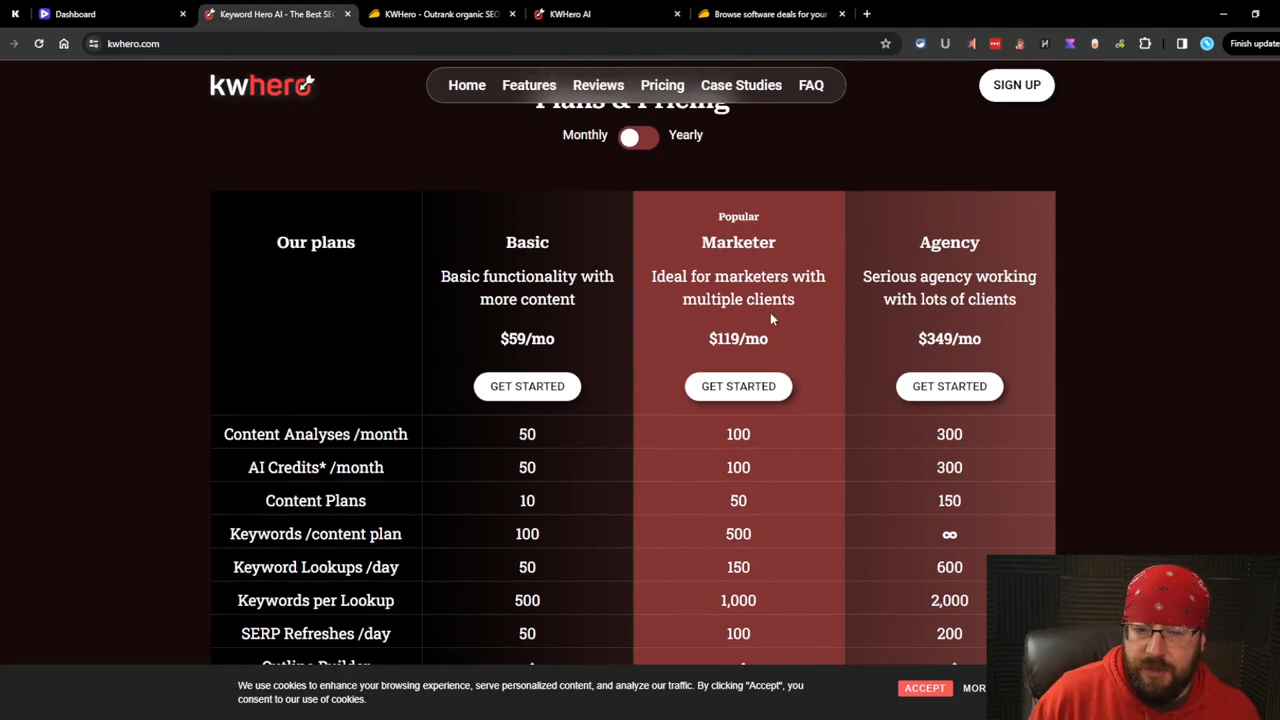 Dashboard
Keyword Hero AI - The Best SE
KWHero - Outrank organic SEO
KWHero AI
Browse software deals for your
kwhero.com
Finish update
kwhero
Home
Features
Reviews
Pricing
Case Studies
FAQ
SIGN UP
Plans & Pricing
Monthly
Yearly
Our plans
Basic
Basic functionality with
more content
$59/mo
GET STARTED
Popular
Marketer
Ideal for marketers with
multiple clients
$119/mo
GET STARTED
Agency
Serious agency working
with lots of clients
$349/mo
GET STARTED
Content Analyses /month 50 100 300
AI Credits* /month 50 100 300
Content Plans 10 50 150
Keywords /content plan 100 500 ∞
Keyword Lookups /day 50 150 600
Keywords per Lookup 500 1,000 2,000
SERP Refreshes /day 50 100 200
Outline Builder
We use cookies to enhance your browsing experience, serve personalized content, and analyze our traffic. By clicking "Accept", you
consent to our use of cookies.
ACCEPT
MOR